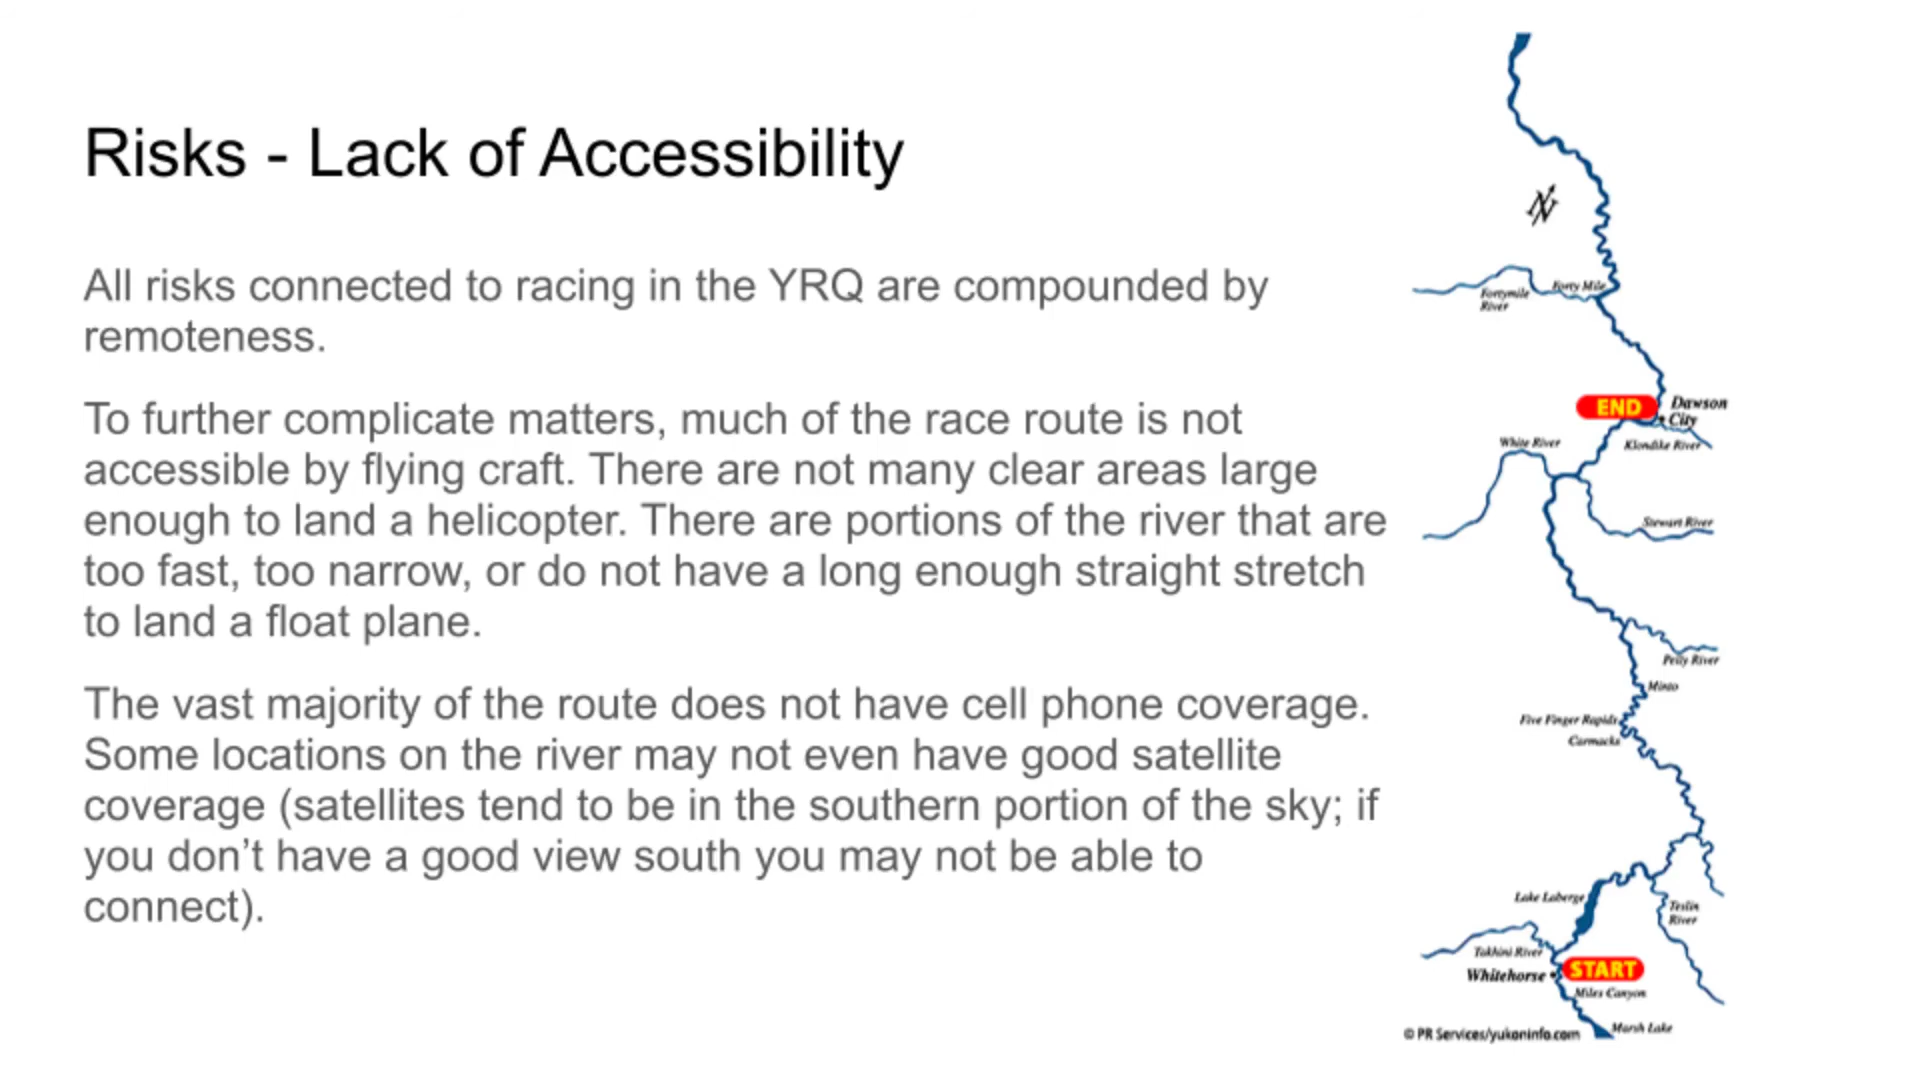 Risks - Lack of Accessibility
All risks connected to racing in the YRQ are compounded by
remoteness.
To further complicate matters, much of the race route is not
accessible by flying craft. There are not many clear areas large
enough to land a helicopter. There are portions of the river that are
too fast, too narrow, or do not have a long enough straight stretch
to land a float plane.
The vast majority of the route does not have cell phone coverage.
Some locations on the river may not even have good satellite
coverage (satellites tend to be in the southern portion of the sky; if
you don’t have a good view south you may not be able to
connect).
N
Fortymile
River
Forty Mile
END
Dawson
City
White River
Klondike River
Stewart River
Pelly River
Minto
Five Finger Rapids
Carmacks
Lake Laberge
Teslin
River
Takhini River
START
Whitehorse
Miles Canyon
Marsh Lake
© PR Services/yukoninfo.com